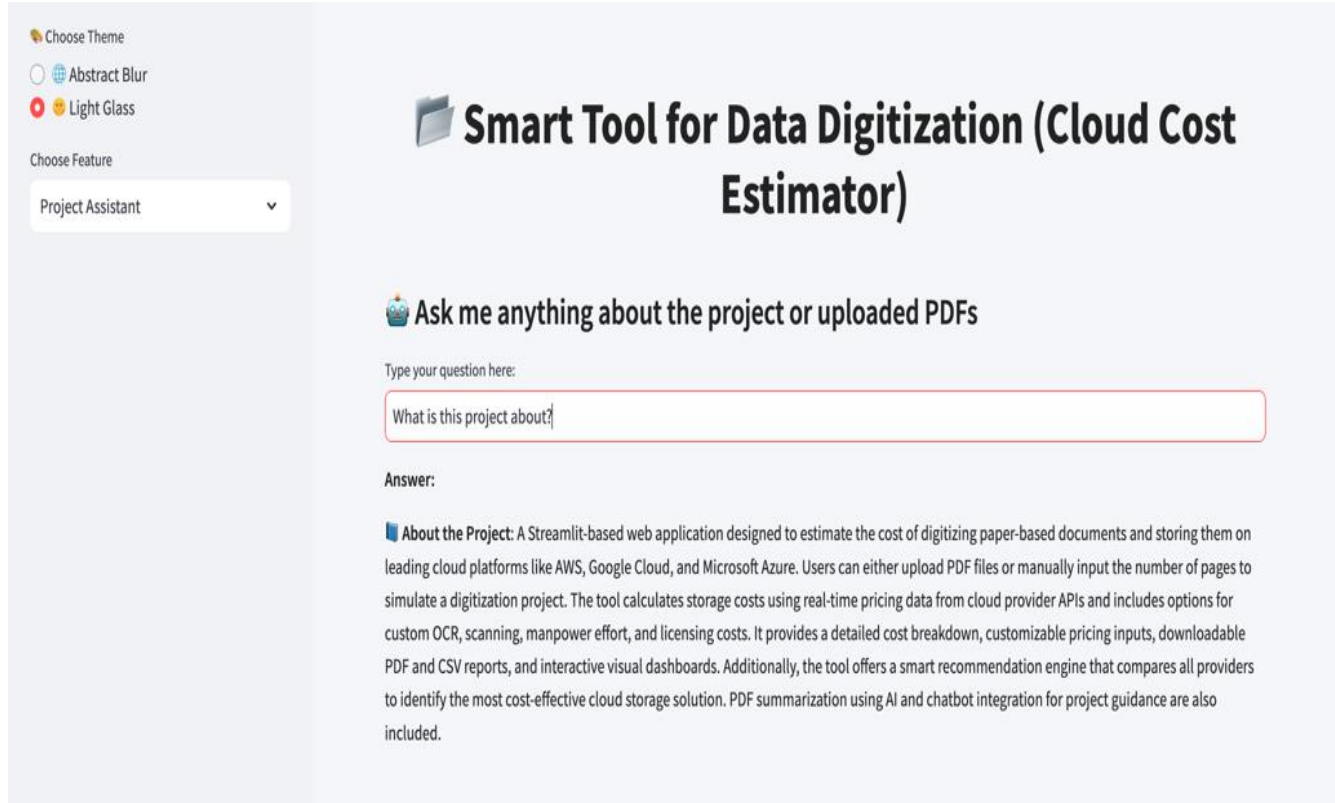 🎨 Choose Theme
🌐 Abstract Blur
🌞 Light Glass
Choose Feature
Project Assistant
📁 Smart Tool for Data Digitization (Cloud Cost
Estimator)
🤖 Ask me anything about the project or uploaded PDFs
Type your question here:
What is this project about?
Answer:
📘 About the Project: A Streamlit-based web application designed to estimate the cost of digitizing paper-based documents and storing them on
leading cloud platforms like AWS, Google Cloud, and Microsoft Azure. Users can either upload PDF files or manually input the number of pages to
simulate a digitization project. The tool calculates storage costs using real-time pricing data from cloud provider APIs and includes options for
custom OCR, scanning, manpower effort, and licensing costs. It provides a detailed cost breakdown, customizable pricing inputs, downloadable
PDF and CSV reports, and interactive visual dashboards. Additionally, the tool offers a smart recommendation engine that compares all providers
to identify the most cost-effective cloud storage solution. PDF summarization using AI and chatbot integration for project guidance are also
included.